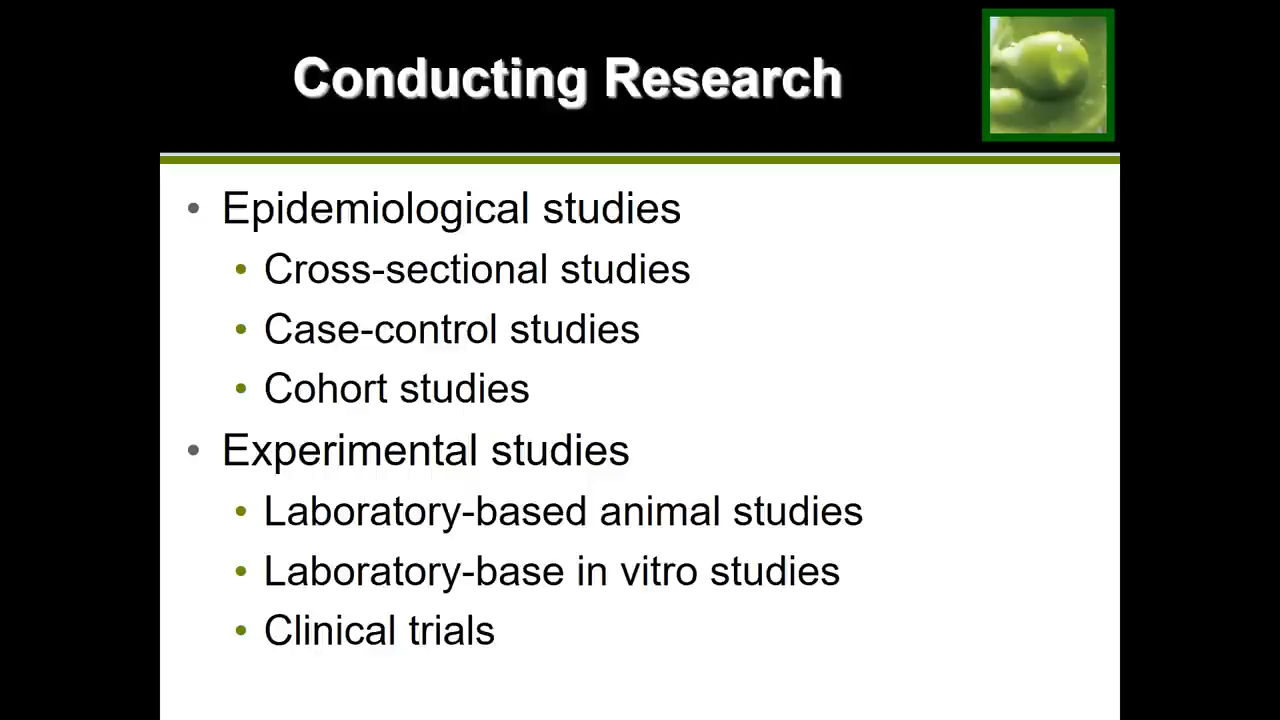 Conducting Research
• Epidemiological studies
• Cross-sectional studies
• Case-control studies
• Cohort studies
• Experimental studies
• Laboratory-based animal studies
• Laboratory-base in vitro studies
• Clinical trials